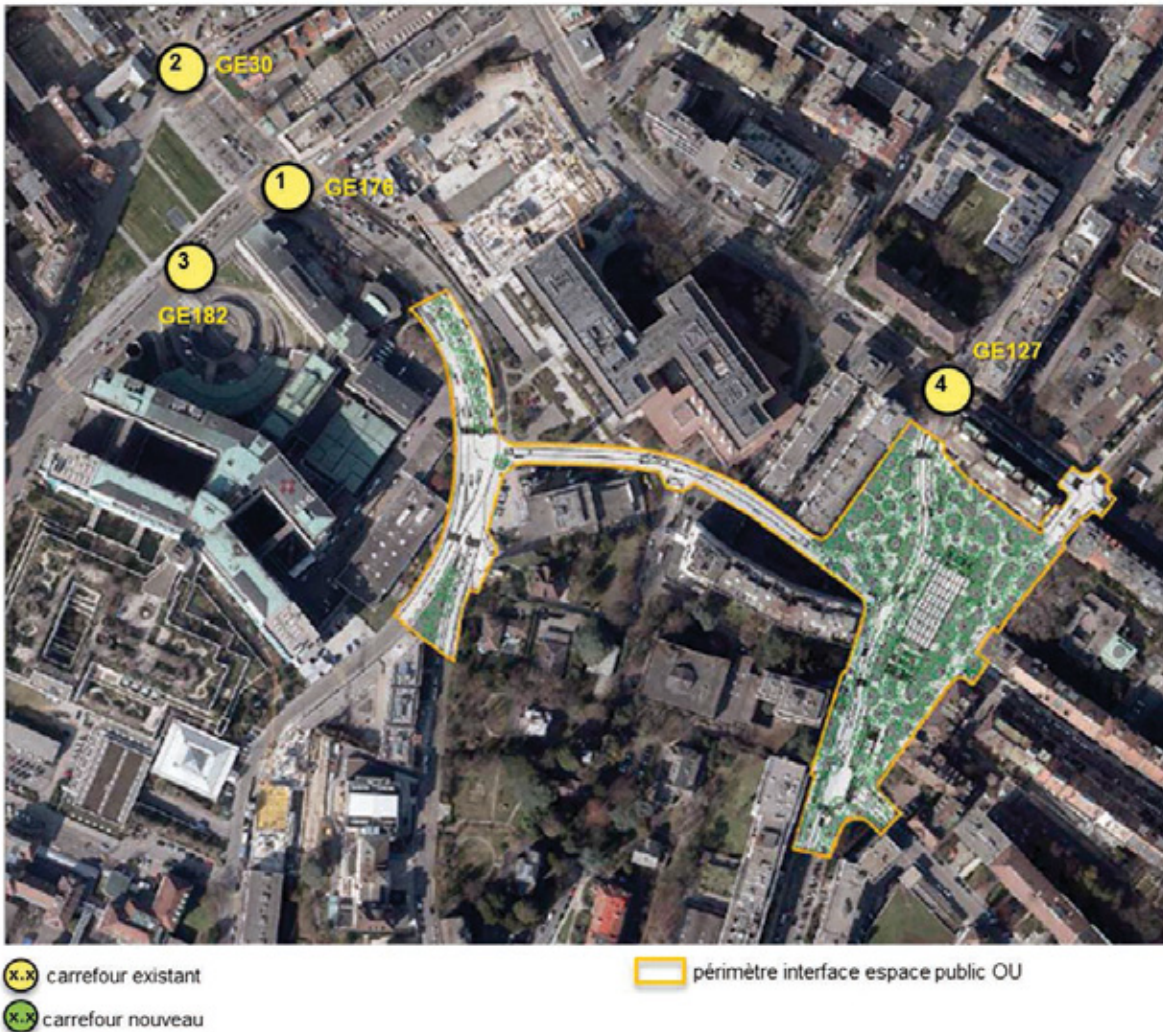 2 GE30
1 GE176
3
GE182
GE127
4
x.x carrefour existant
périmètre interface espace public OU
x.x carrefour nouveau